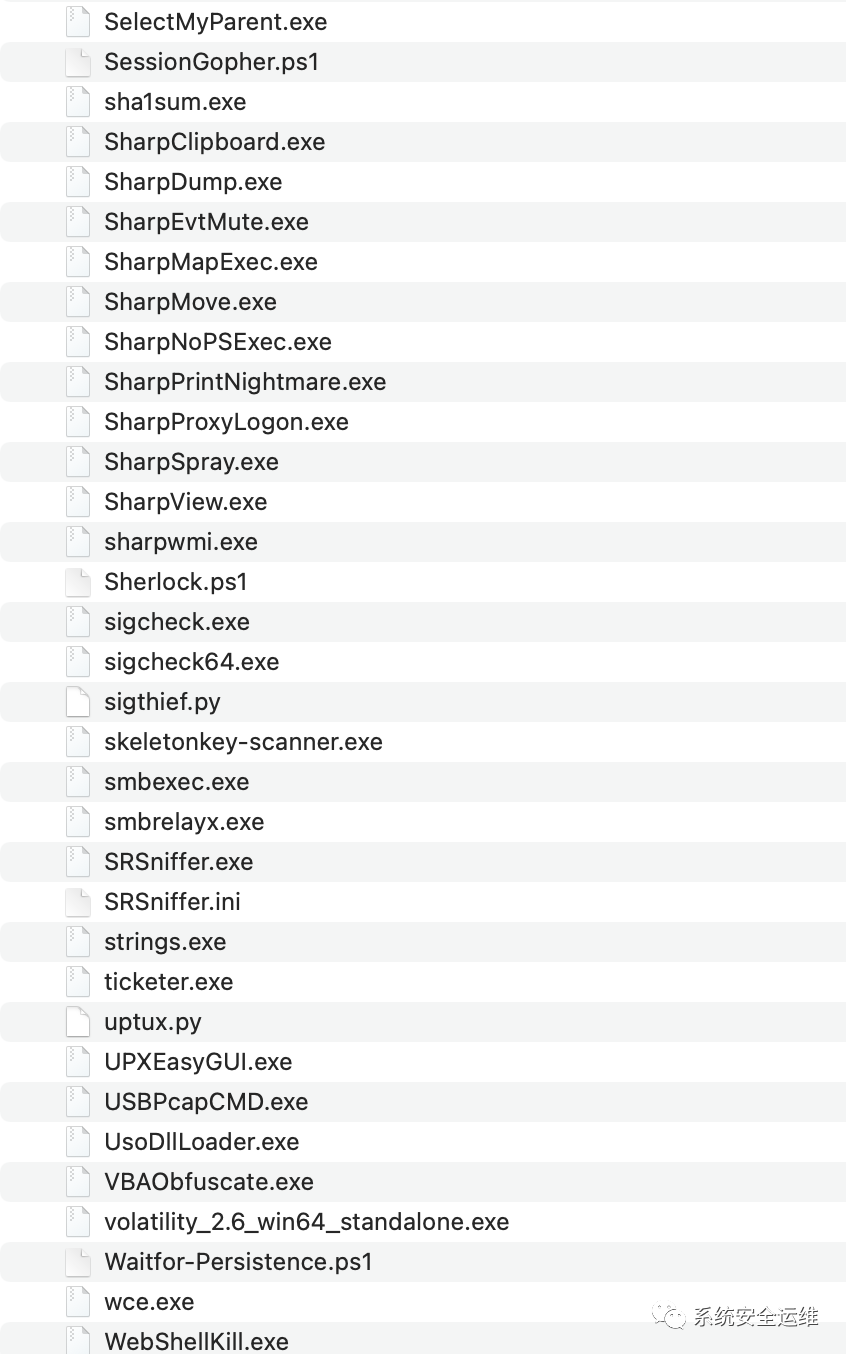 SelectMyParent.exe
SessionGopher.ps1
sha1sum.exe
SharpClipboard.exe
SharpDump.exe
SharpEvtMute.exe
SharpMapExec.exe
SharpMove.exe
SharpNoPSExec.exe
SharpPrintNightmare.exe
SharpProxyLogon.exe
SharpSpray.exe
SharpView.exe
sharpwmi.exe
Sherlock.ps1
sigcheck.exe
sigcheck64.exe
sigthief.py
skeletonkey-scanner.exe
smbexec.exe
smbrelayx.exe
SRSniffer.exe
SRSniffer.ini
strings.exe
ticketer.exe
uptux.py
UPXEasyGUI.exe
USBPcapCMD.exe
UsoDllLoader.exe
VBAObfuscate.exe
volatility_2.6_win64_standalone.exe
Waitfor-Persistence.ps1
wce.exe
系统安全运维
WebShellKill.exe